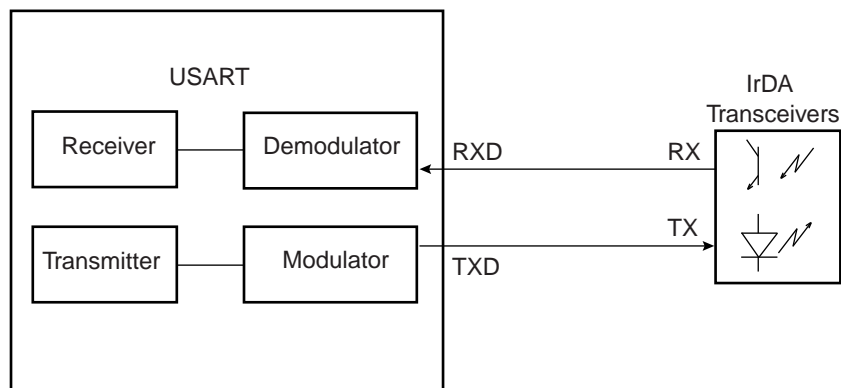 USART
IrDA
Transceivers
Receiver
Demodulator
RXD
RX
Transmitter
Modulator
TX
TXD